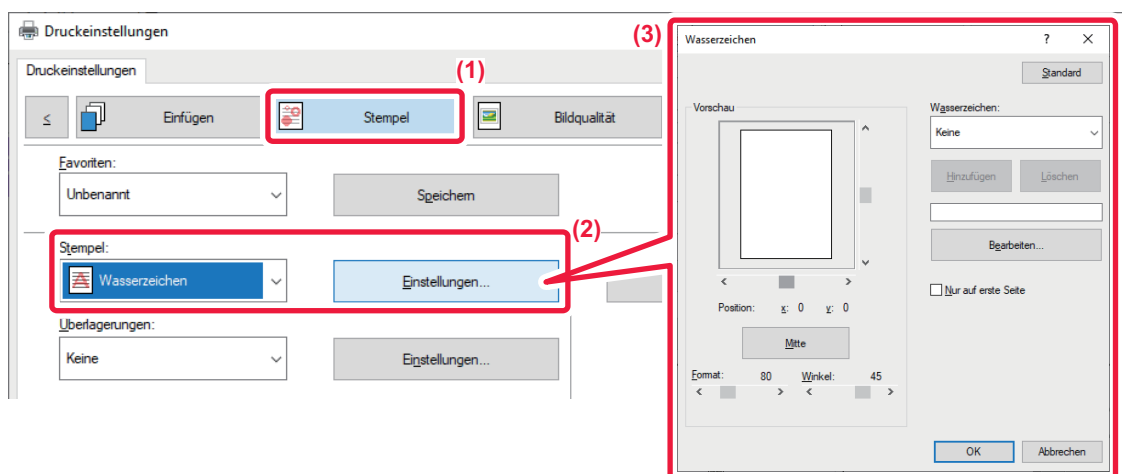 Druckeinstellungen
Druckeinstellungen
(1)
< Einfügen Stempel Bildqualität
Favoriten:
Unbenannt Speichern
(2)
Stempel:
Wasserzeichen Einstellungen...
Überlagerungen:
Keine Einstellungen...
(3)
Wasserzeichen ? X
Standard
Vorschau
Wasserzeichen:
Keine
Hinzufügen Löschen
Bearbeiten...
Nur auf erste Seite
Position: x: 0 y: 0
Mitte
Format: 80 Winkel: 45
OK Abbrechen